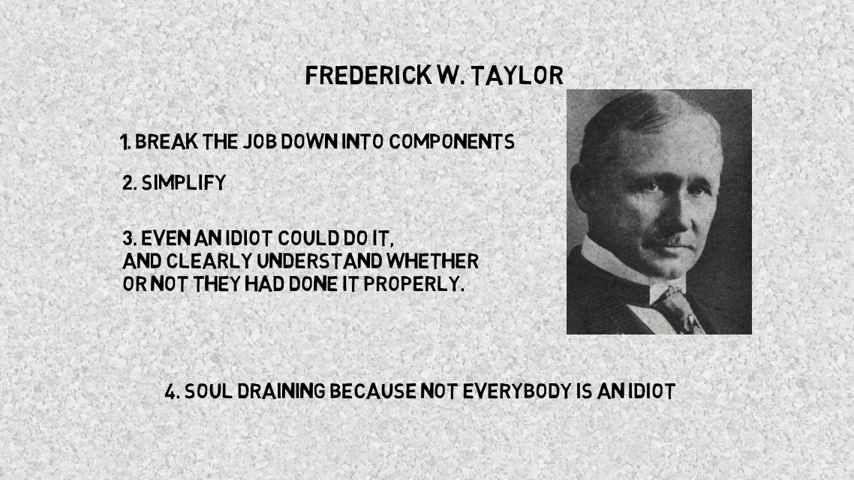 FREDERICK W. TAYLOR
1. BREAK THE JOB DOWN INTO COMPONENTS
2. SIMPLIFY
3. EVEN AN IDIOT COULD DO IT,
AND CLEARLY UNDERSTAND WHETHER
OR NOT THEY HAD DONE IT PROPERLY.
4. SOUL DRAINING BECAUSE NOT EVERYBODY IS AN IDIOT